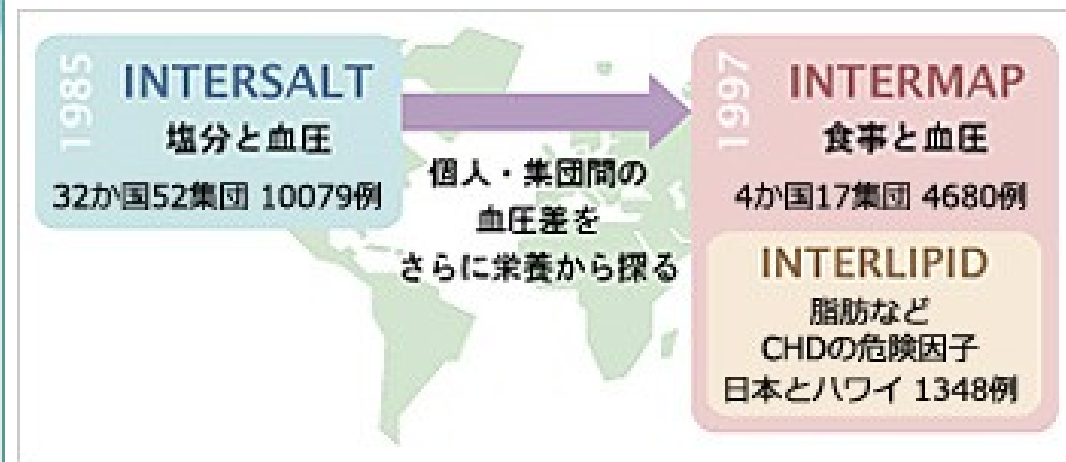 1985
INTERSALT
塩分と血圧
32か国52集団 10079例
個人・集団間の
血圧差を
さらに栄養から探る
1997
INTERMAP
食事と血圧
4か国17集団 4680例
INTERLIPID
脂肪など
CHDの危険因子
日本とハワイ 1348例